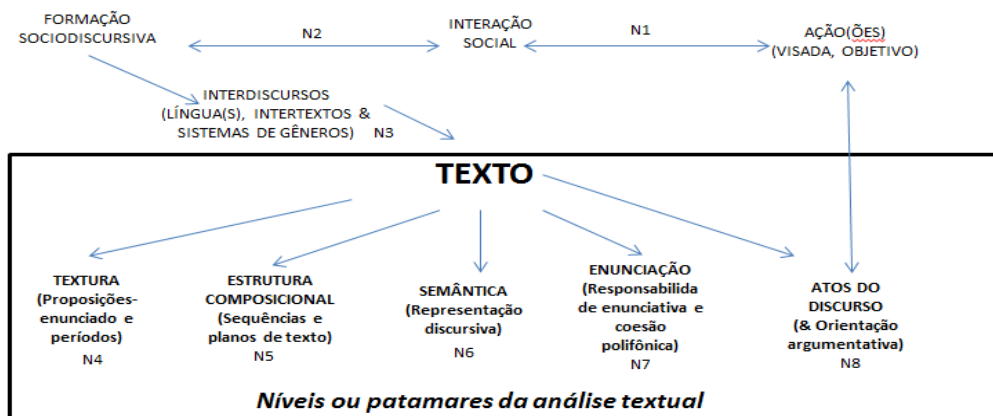 FORMAÇÃO
SOCIODISCURSIVA
N2
INTERAÇÃO
SOCIAL
N1
AÇÃO(ÕES)
(VISADA, OBJETIVO)
INTERDISCURSOS
(LÍNGUA(S), INTERTEXTOS &
SISTEMAS DE GÊNEROS) N3
TEXTO
TEXTURA
(Proposições-
enunciado e
períodos)
N4
ESTRUTURA
COMPOSICIONAL
(Sequências e
planos de texto)
N5
SEMÂNTICA
(Representação
discursiva)
N6
ENUNCIAÇÃO
(Responsabilida
de enunciativa e
coesão
polifônica)
N7
ATOS DO
DISCURSO
(& Orientação
argumentativa)
N8
Níveis ou patamares da análise textual